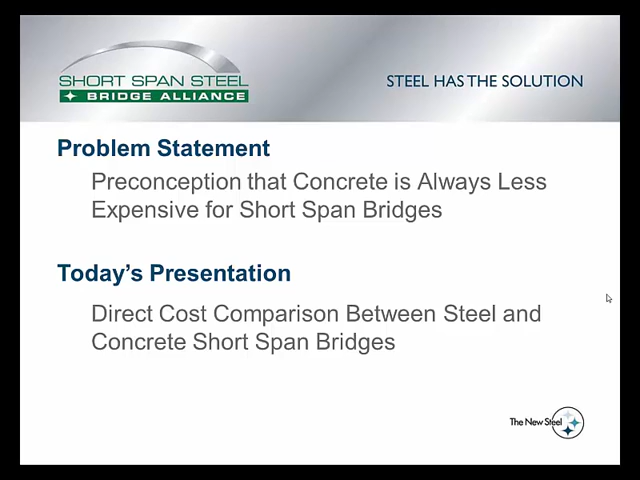 SHORT SPAN STEEL
BRIDGE ALLIANCE
STEEL HAS THE SOLUTION
Problem Statement
Preconception that Concrete is Always Less
Expensive for Short Span Bridges
Today's Presentation
Direct Cost Comparison Between Steel and
Concrete Short Span Bridges
The New Steel